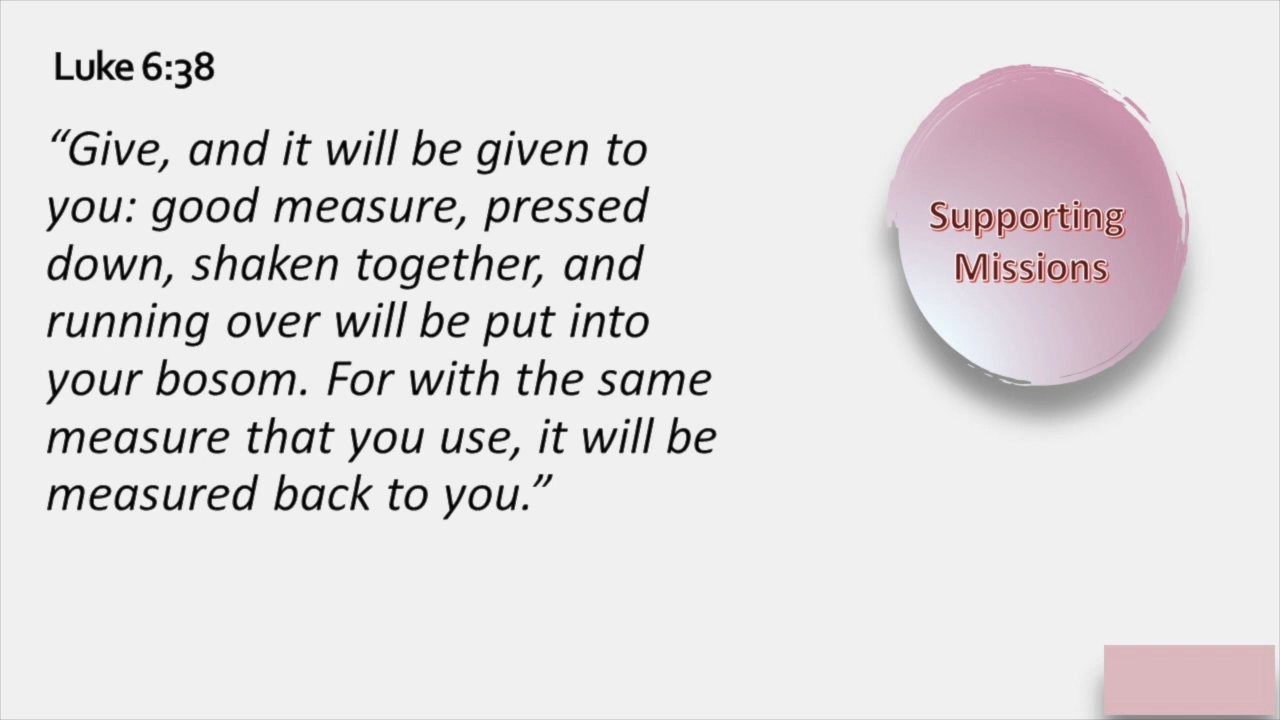 Luke 6:38
“Give, and it will be given to
you: good measure, pressed
down, shaken together, and
running over will be put into
your bosom. For with the same
measure that you use, it will be
measured back to you.”
Supporting
Missions